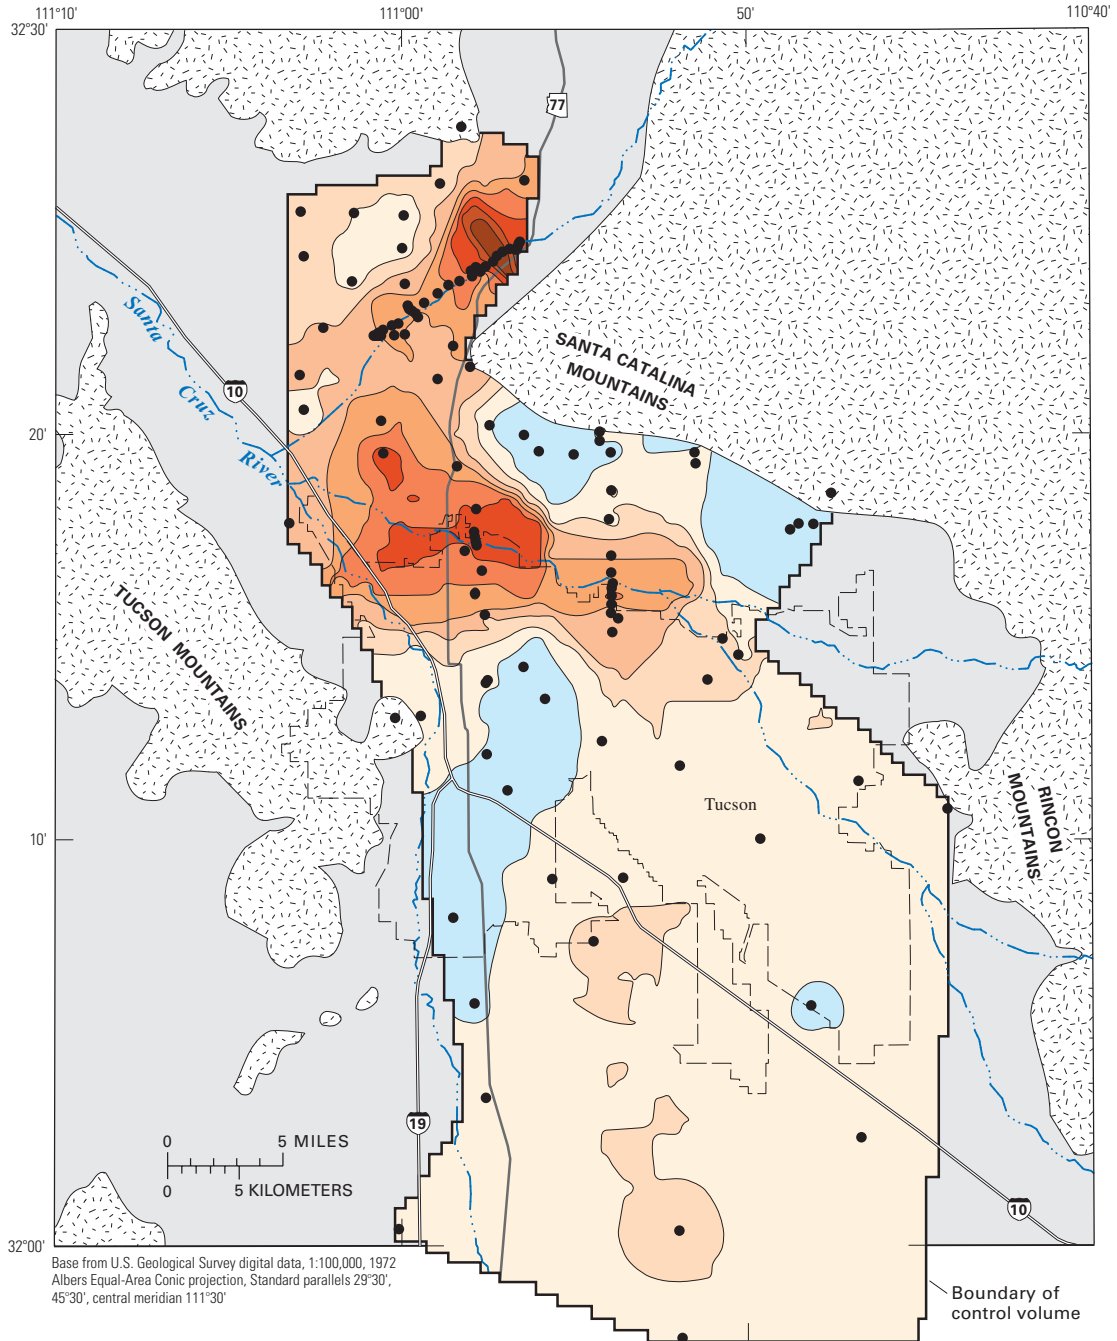 111°10'
111°00'
50'
110°40'
32°30'
77
SANTA CATALINA
MOUNTAINS
Santa
Cruz
River
10
20'
TUCSON MOUNTAINS
Tucson
RINCON
MOUNTAINS
10'
0 5 MILES
0 5 KILOMETERS
19
10
32°00'
Base from U.S. Geological Survey digital data, 1:100,000, 1972
Albers Equal-Area Conic projection, Standard parallels 29°30',
45°30', central meridian 111°30'
Boundary of
control volume